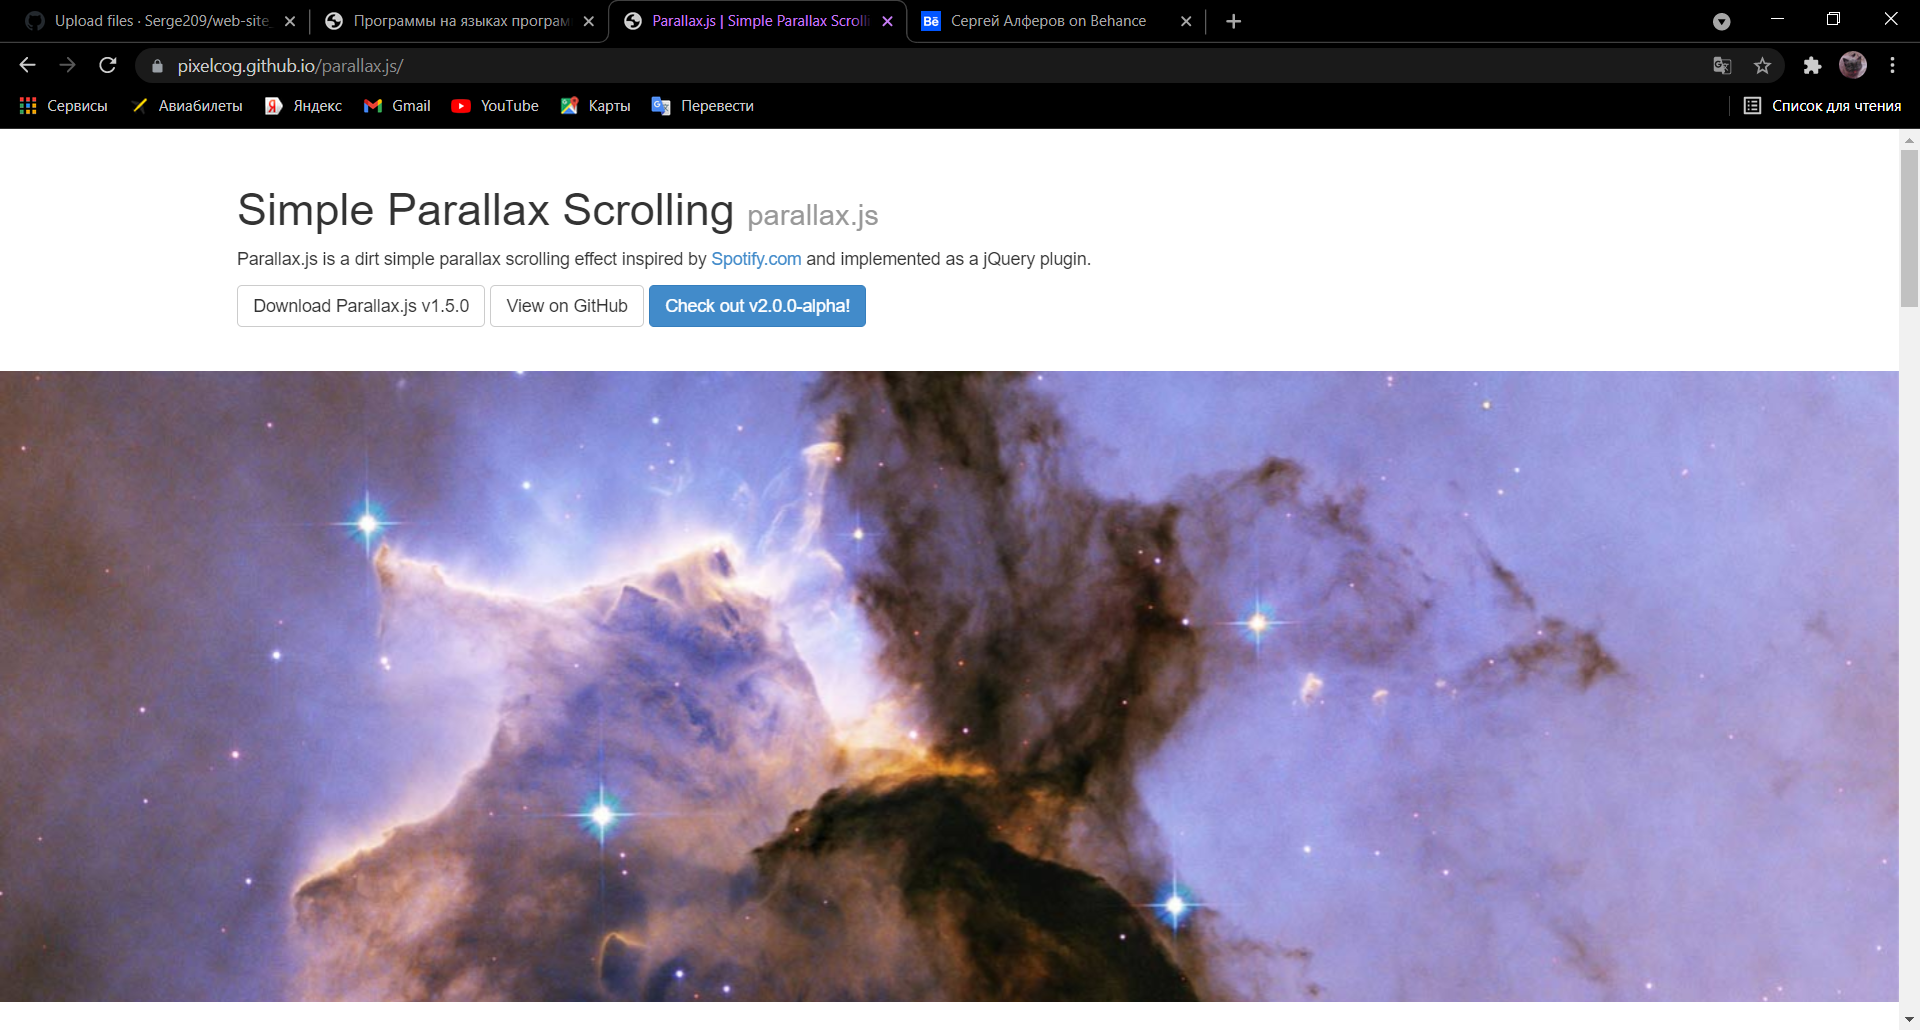 Upload files · Serge209/web-site
Программы на языках програм
Parallax.js | Simple Parallax Scrolli
Bē Сергей Алферов on Behance
pixelcog.github.io/parallax.js/
Сервисы Авиабилеты Яндекс Gmail YouTube Карты Перевести Список для чтения
Simple Parallax Scrolling parallax.js
Parallax.js is a dirt simple parallax scrolling effect inspired by Spotify.com and implemented as a jQuery plugin.
Download Parallax.js v1.5.0 View on GitHub Check out v2.0.0-alpha!